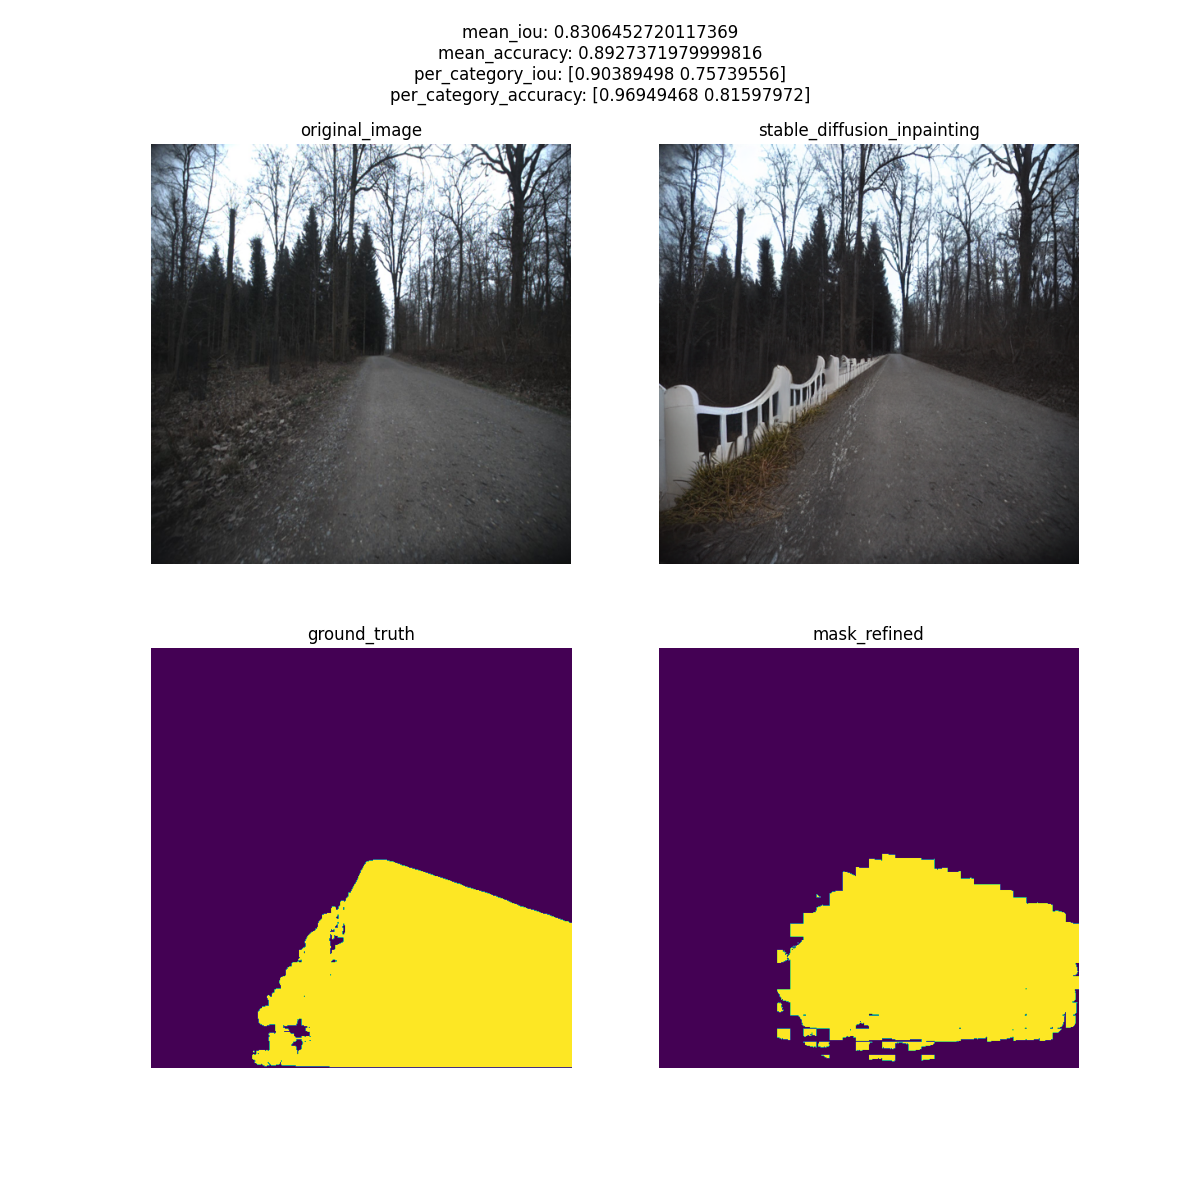 mean_iou: 0.8306452720117369
mean_accuracy: 0.8927371979999816
per_category_iou: [0.90389498 0.75739556]
per_category_accuracy: [0.96949468 0.81597972]
original_image
stable_diffusion_inpainting
ground_truth
mask_refined